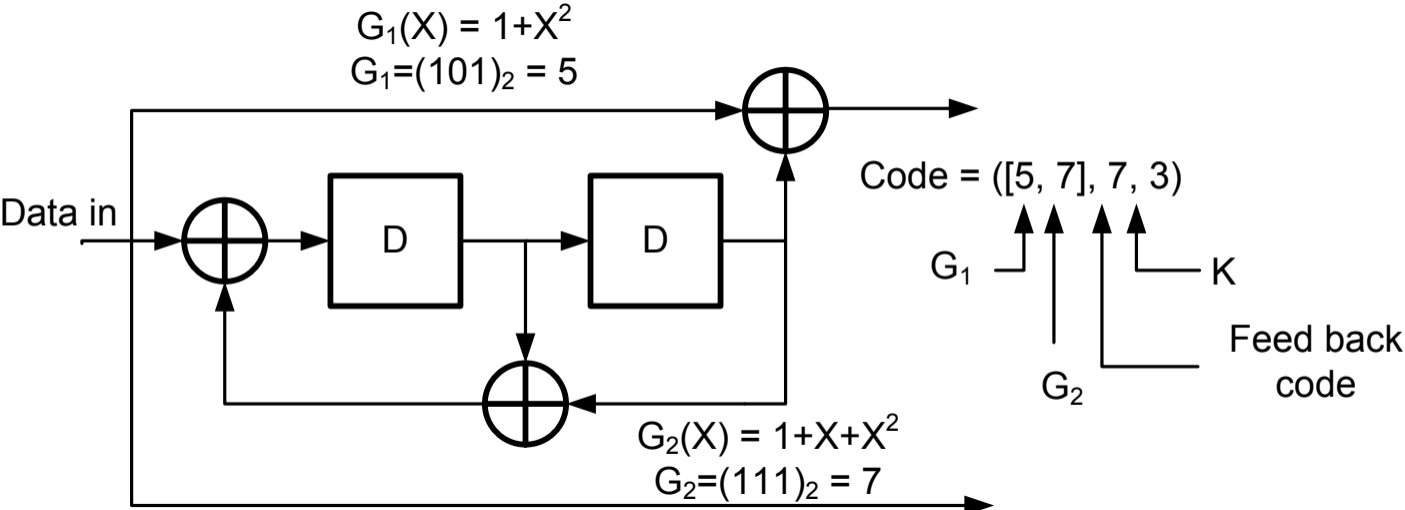 G₁(X) = 1+X²
G₁=(101)₂ = 5
Code = ([5, 7], 7, 3)
Data in
D
D
G₁
K
Feed back
code
G₂
G₂(X) = 1+X+X²
G₂=(111)₂ = 7